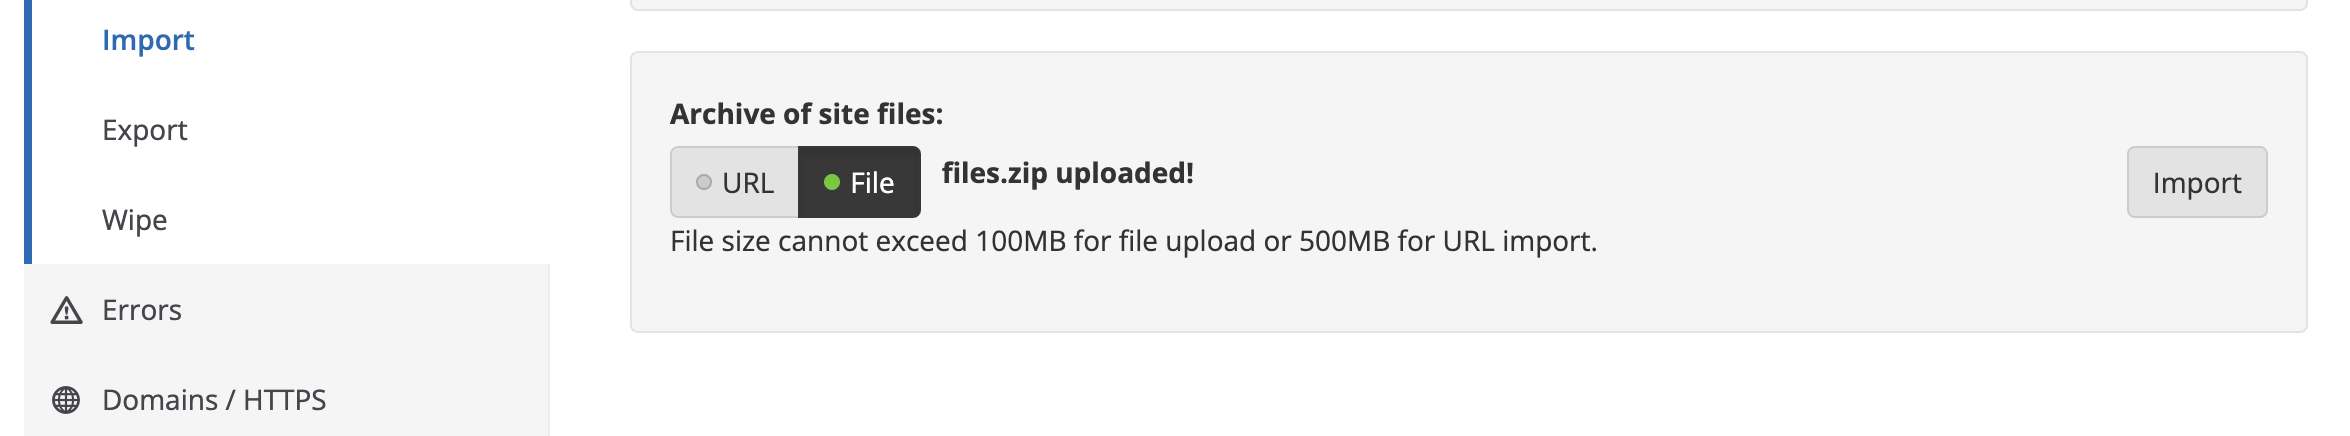 Import
Export
Wipe
Errors
Domains / HTTPS
Archive of site files:
URL File files.zip uploaded! Import
File size cannot exceed 100MB for file upload or 500MB for URL import.